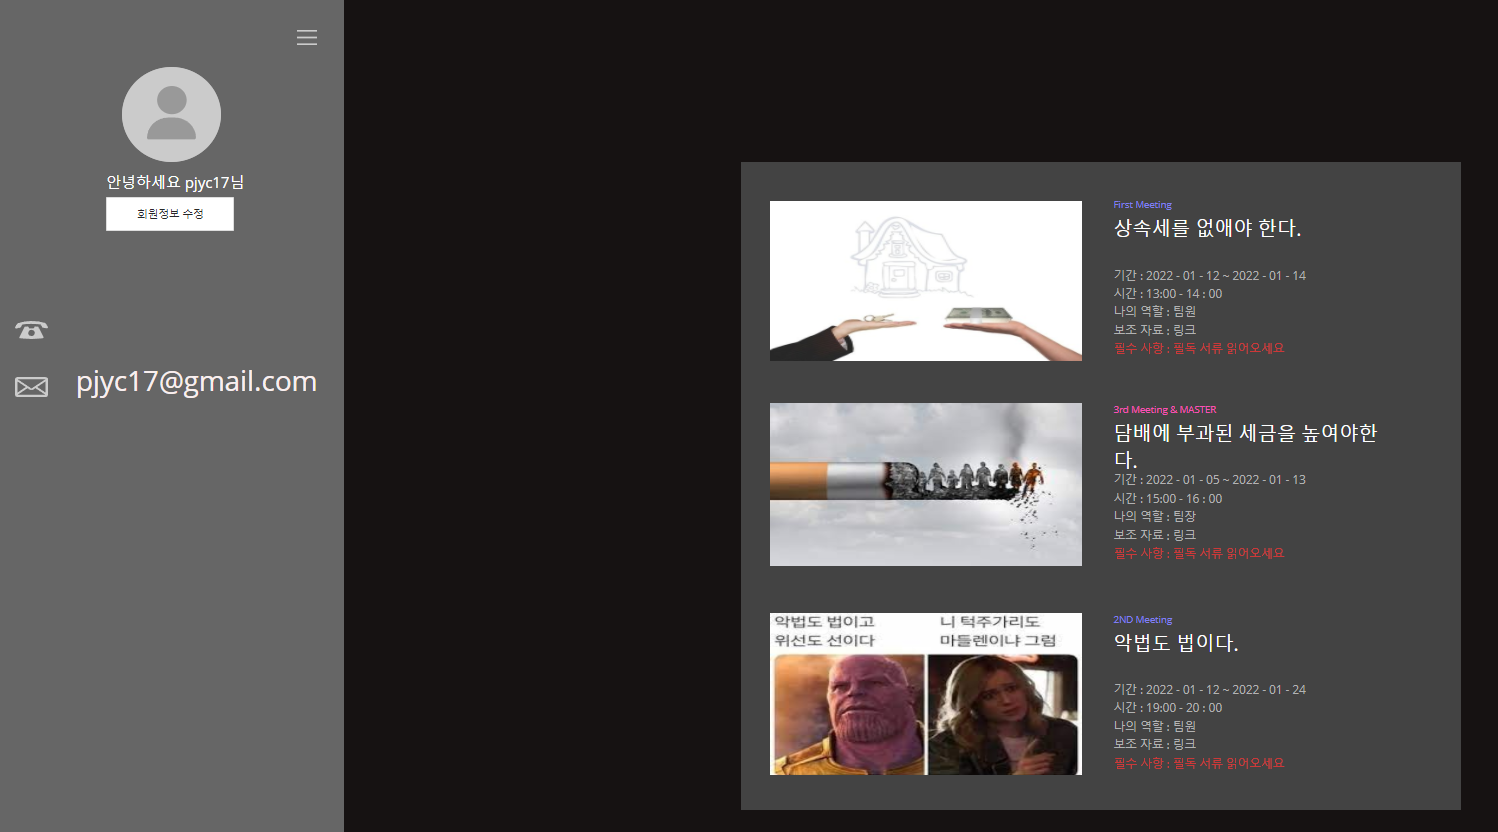 안녕하세요 pjyc17님
회원정보 수정
pjyc17@gmail.com
First Meeting
상속세를 없애야 한다.
기간 : 2022 - 01 - 12 ~ 2022 - 01 - 14
시간 : 13:00 - 14 : 00
나의 역할 : 팀원
보조 자료 : 링크
필수 사항 : 필독 서류 읽어오세요
3rd Meeting & MASTER
담배에 부과된 세금을 높여야한
다.
기간 : 2022 - 01 - 05 ~ 2022 - 01 - 13
시간 : 15:00 - 16 : 00
나의 역할 : 팀장
보조 자료 : 링크
필수 사항 : 필독 서류 읽어오세요
악법도 법이고
위선도 선이다
니 턱주가리도
마들렌이냐 그럼
2ND Meeting
악법도 법이다.
기간 : 2022 - 01 - 12 ~ 2022 - 01 - 24
시간 : 19:00 - 20 : 00
나의 역할 : 팀원
보조 자료 : 링크
필수 사항 : 필독 서류 읽어오세요